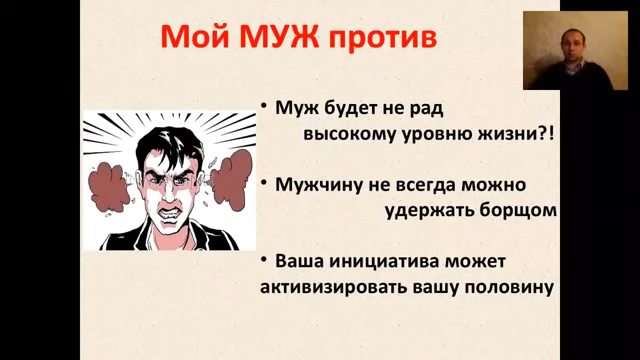 Мой МУЖ против
• Муж будет не рад
высокому уровню жизни?!
• Мужчину не всегда можно
удержать борщом
• Ваша инициатива может
активизировать вашу половину